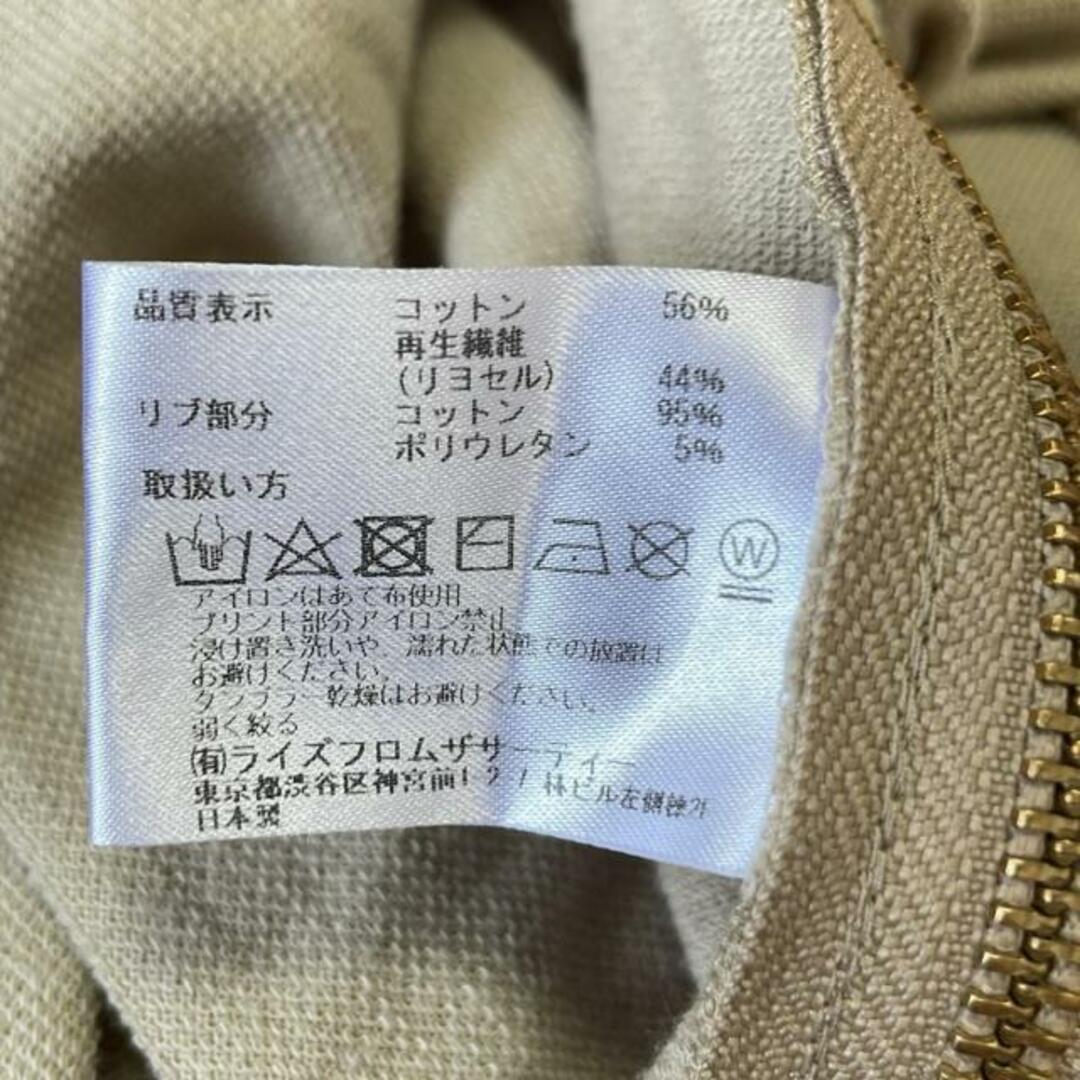 品質表示 コットン 56%
再生繊維
(リヨセル) 44%
リブ部分 コットン 95%
ポリウレタン 5%
取扱い方
W
アイロンはあて布使用
プリント部分アイロン禁止
浸け置き洗いや、濡れた状態での放置は
お避けください。
タンブラー乾燥はお避けください。
弱く絞る
(有)ライズフロムザサーティー
東京都渋谷区神宮前 林ビル左
日本製